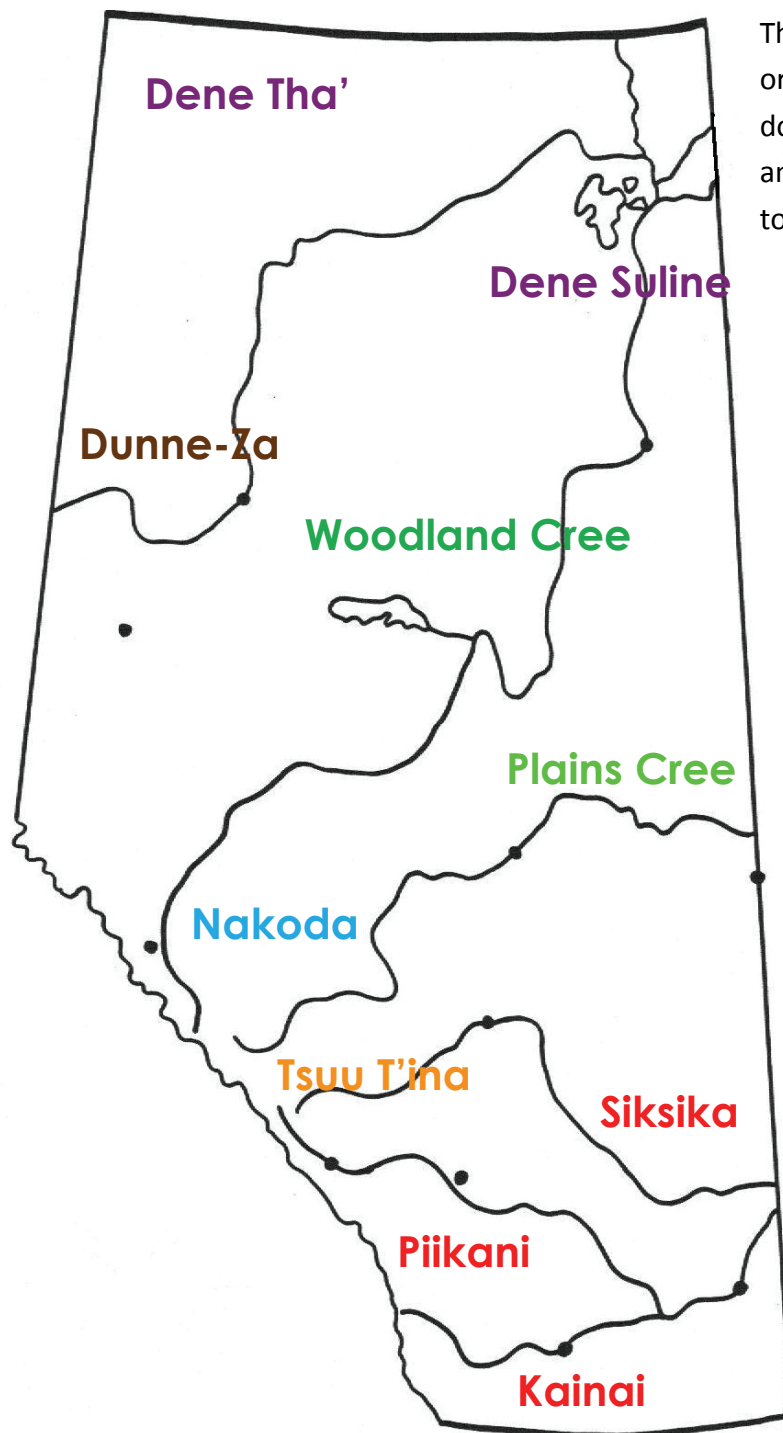 Dene Tha'
Dene Suline
Dunne-Za
Woodland Cree
Plains Cree
Nakoda
Tsuu T'ina
Siksika
Piikani
Kainai